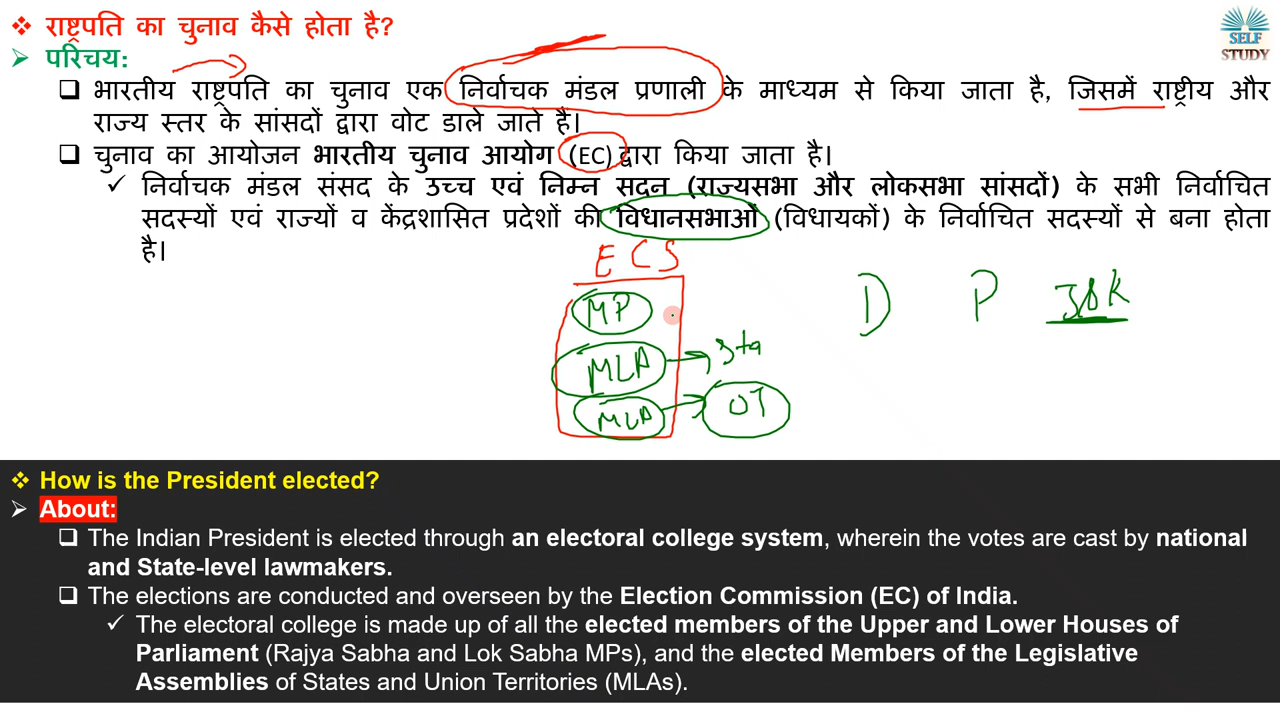 ❖ राष्ट्रपति का चुनाव कैसे होता है?
SELF
STUDY
➢ परिचय:
❑ भारतीय राष्ट्रपति का चुनाव एक निर्वाचक मंडल प्रणाली के माध्यम से किया जाता है, जिसमें राष्ट्रीय और
राज्य स्तर के सांसदों द्वारा वोट डाले जाते हैं।
❑ चुनाव का आयोजन भारतीय चुनाव आयोग (EC) द्वारा किया जाता है।
✓ निर्वाचक मंडल संसद के उच्च एवं निम्न सदन (राज्यसभा और लोकसभा सांसदों) के सभी निर्वाचित
सदस्यों एवं राज्यों व केंद्रशासित प्रदेशों की विधानसभाओं (विधायकों) के निर्वाचित सदस्यों से बना होता
है।
ECS
MP
D P J&K
MLA → Sta
MLA → UT
❖ How is the President elected?
➢ About:
❑ The Indian President is elected through an electoral college system, wherein the votes are cast by national
and State-level lawmakers.
❑ The elections are conducted and overseen by the Election Commission (EC) of India.
✓ The electoral college is made up of all the elected members of the Upper and Lower Houses of
Parliament (Rajya Sabha and Lok Sabha MPs), and the elected Members of the Legislative
Assemblies of States and Union Territories (MLAs).